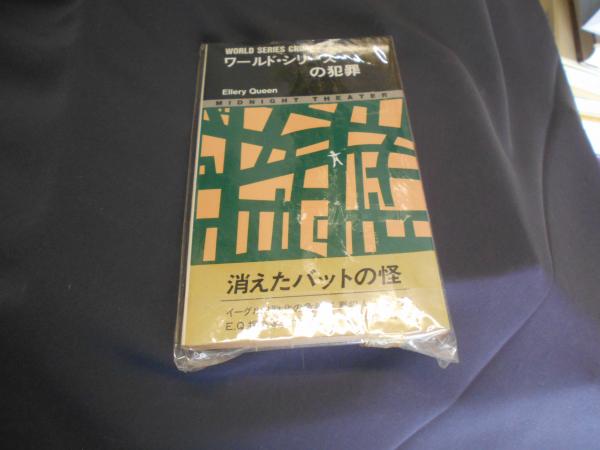 WORLD SERIES CRIME
ワールド・シリーズ
の犯罪
Ellery Queen
MIDNIGHT THEATER
消えたバットの怪
E.Q.